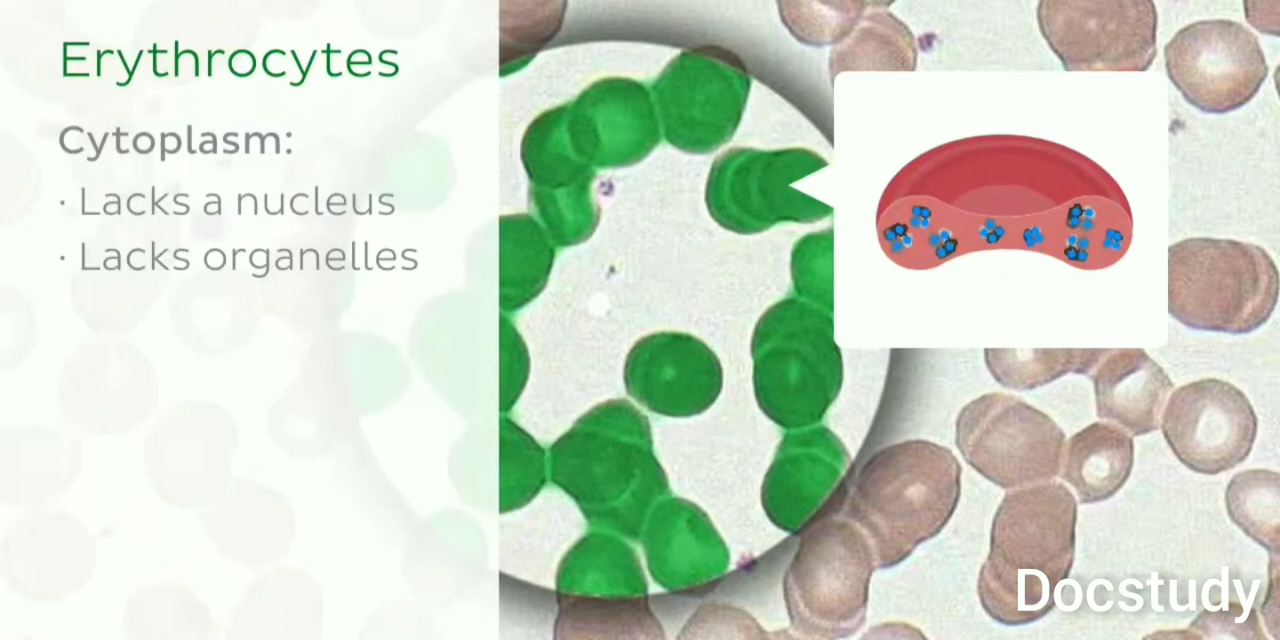 Erythrocytes
Cytoplasm:
· Lacks a nucleus
· Lacks organelles
Docstudy